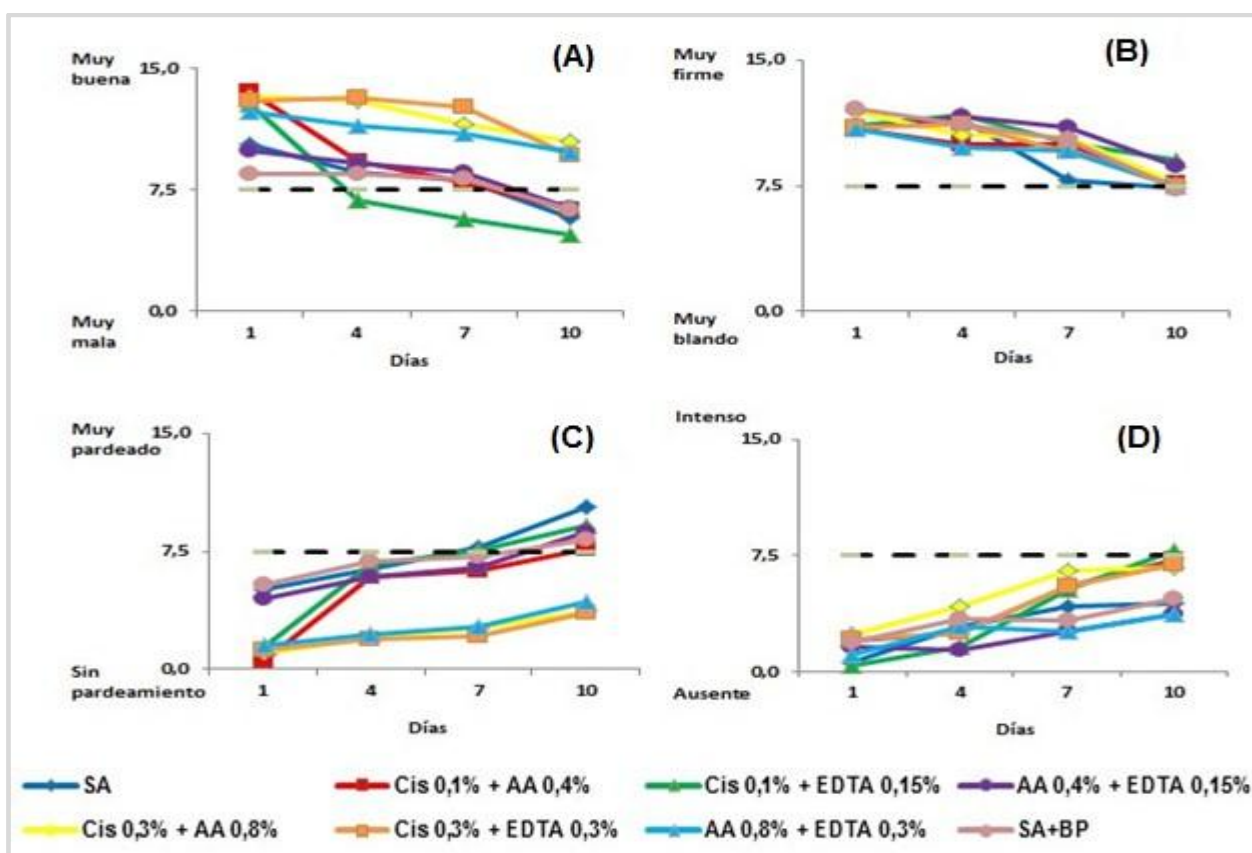 Muy
buena
(A)
15,0
7,5
0,0
Muy
mala
1 4 7 10
Días
Muy
firme
(B)
15,0
7,5
0,0
Muy
blando
1 4 7 10
Días
Muy
pardeado
(C)
15,0
7,5
0,0
Sin
pardeamiento
1 4 7 10
Días
Intenso
(D)
15,0
7,5
0,0
Ausente
1 4 7 10
Días
SA
Cis 0,1% + AA 0,4%
Cis 0,1% + EDTA 0,15%
AA 0,4% + EDTA 0,15%
Cis 0,3% + AA 0,8%
Cis 0,3% + EDTA 0,3%
AA 0,8% + EDTA 0,3%
SA+BP